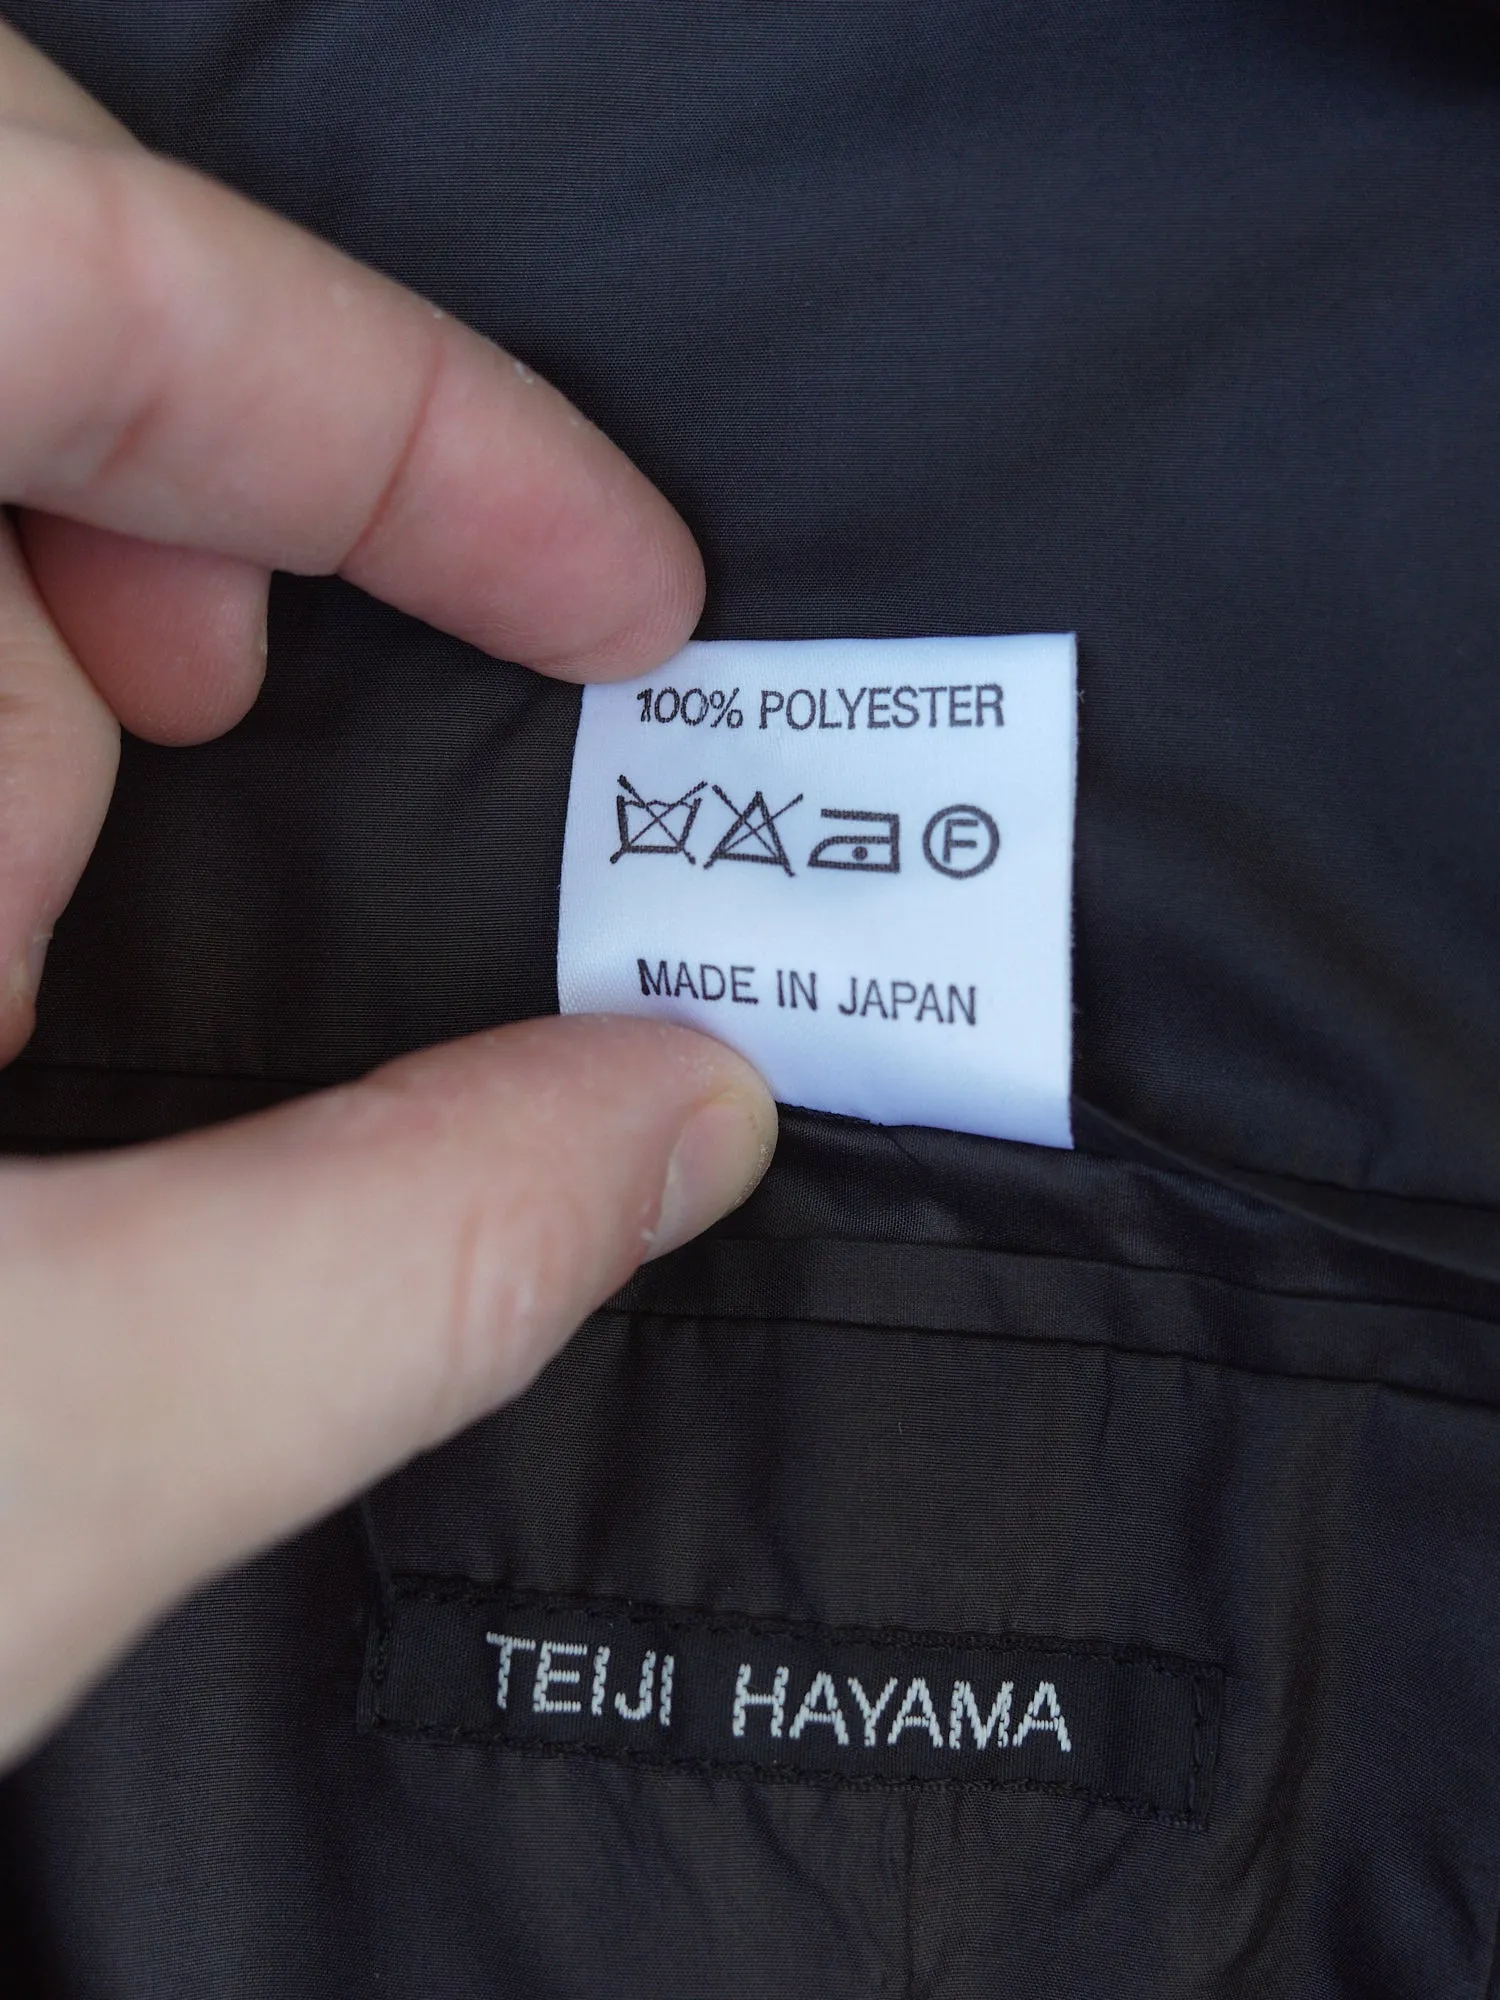 100% POLYESTER
F
MADE IN JAPAN
TEIJI HAYAMA